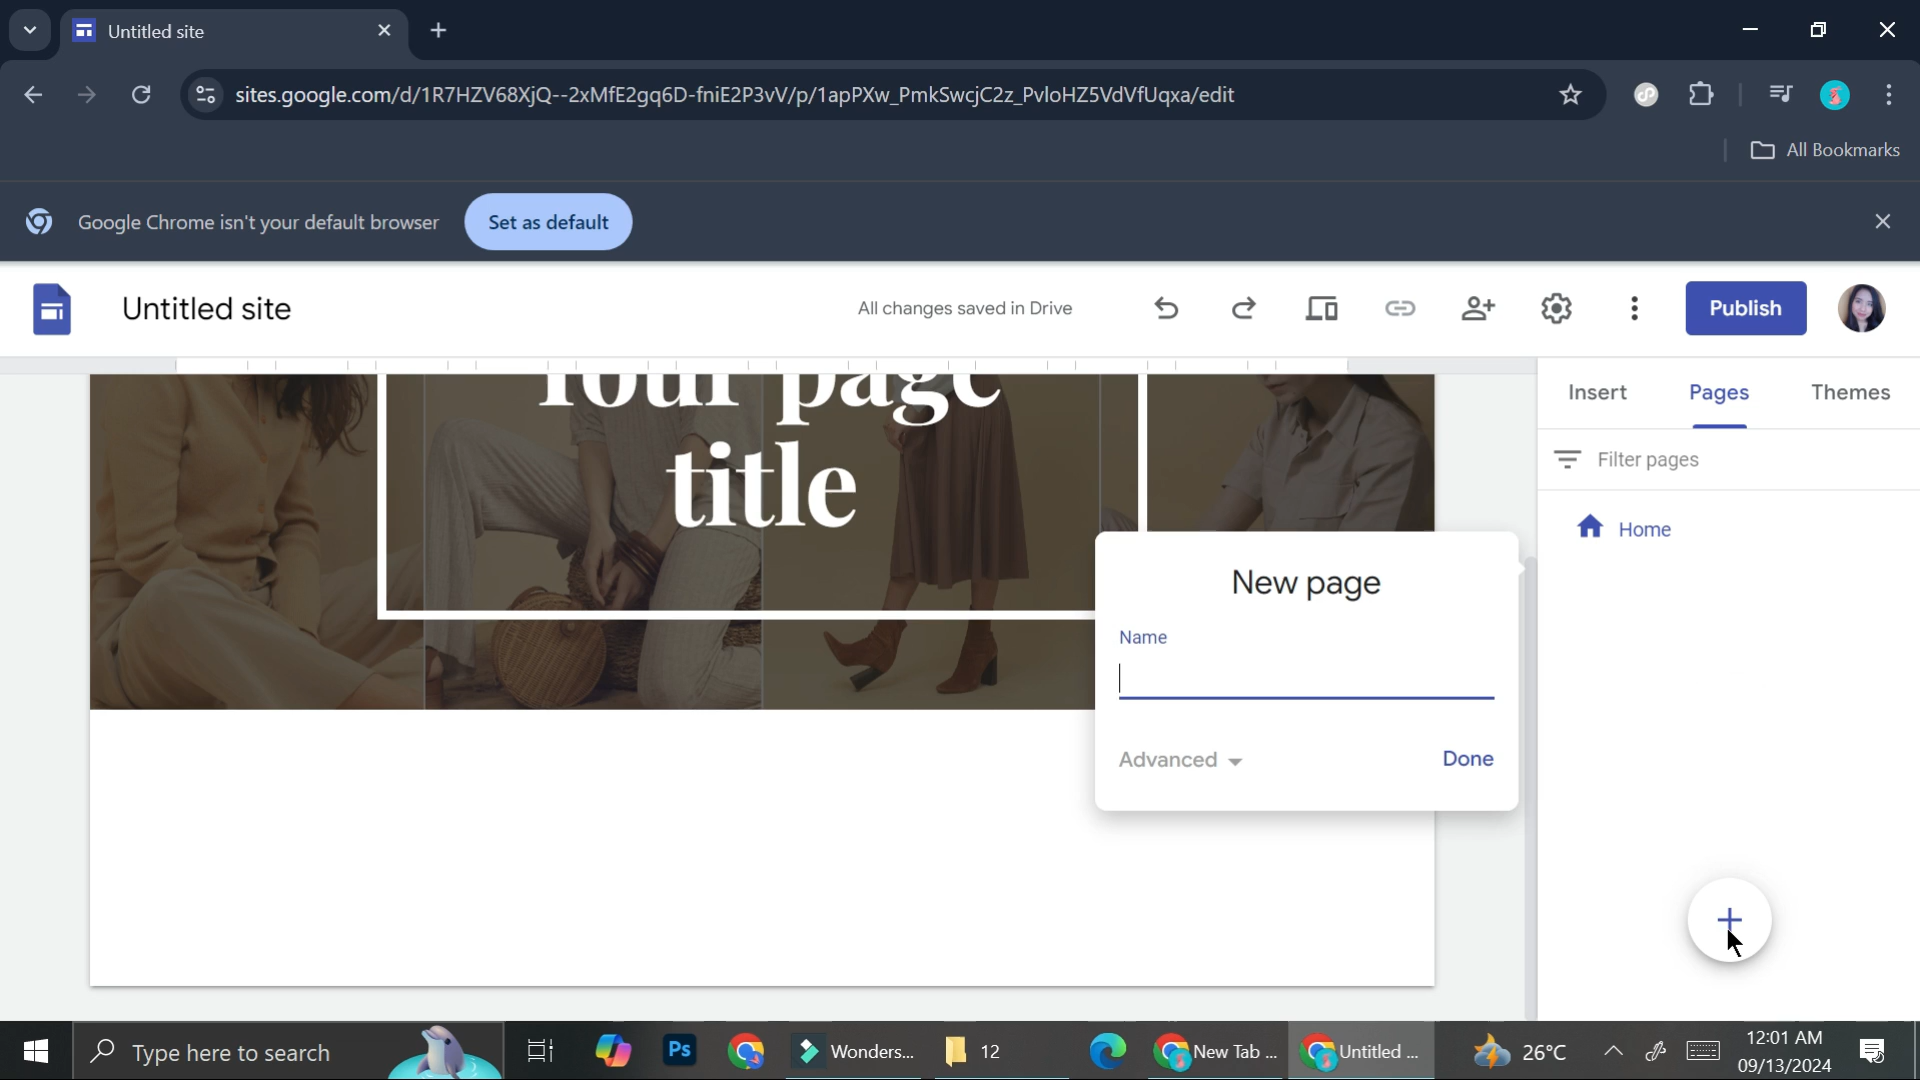 Untitled site
sites.google.com/d/1R7HZV68XjQ--2xMfE2gq6D-fniE2P3vV/p/1apPXw_PmkSwcjC2z_PvloHZ5VdVfUqxa/edit
All Bookmarks
Google Chrome isn't your default browser
Set as default
Untitled site
All changes saved in Drive
Publish
Your page
title
Insert
Pages
Themes
Filter pages
Home
New page
Name
Advanced
Done
Type here to search
Ps
Wonders...
12
New Tab ...
Untitled ...
26°C
12:01 AM
09/13/2024